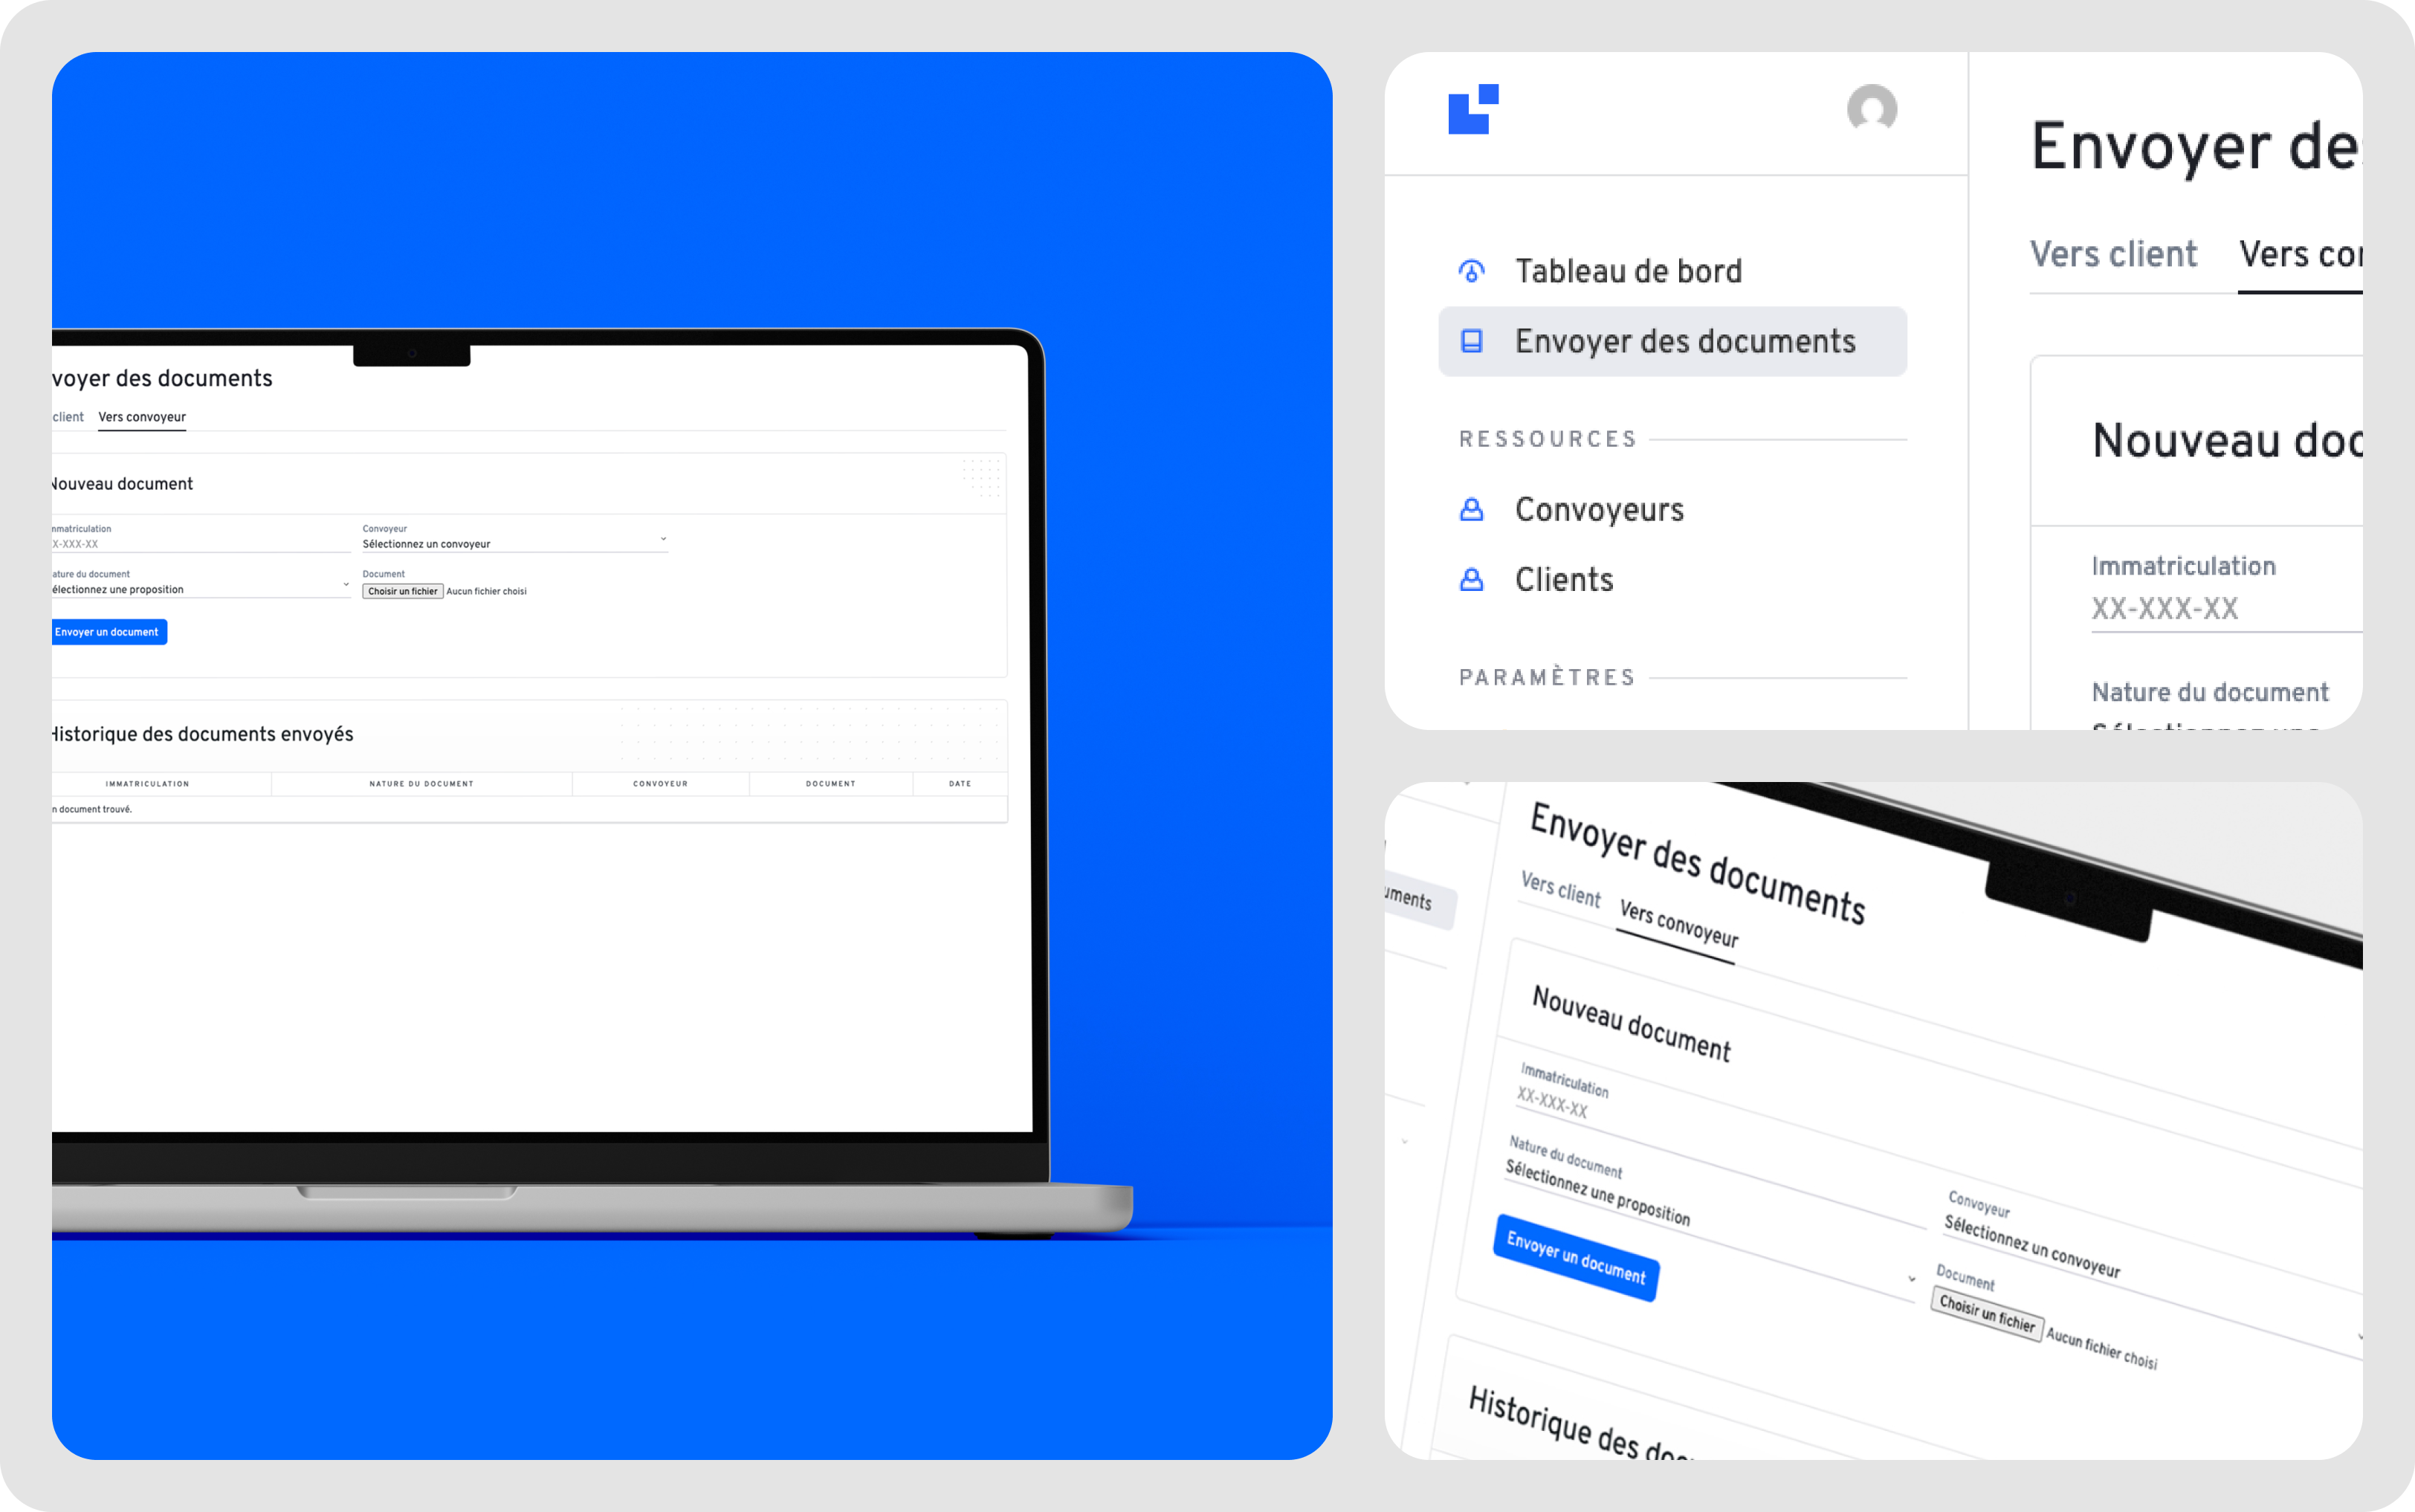 voyer des documents
client Vers convoyeur
Nouveau document
mmatriculation Convoyeur
X-XXX-XX Sélectionnez un convoyeur
ature du document Document
électionnez une proposition Choisir un fichier Aucun fichier choisi
Envoyer un document
Historique des documents envoyés
IMMATRICULATION NATURE DU DOCUMENT CONVOYEUR DOCUMENT DATE
n document trouvé.
Tableau de bord
Envoyer des documents
RESSOURCES
Convoyeurs
Clients
PARAMÈTRES
Envoyer de
Vers client Vers co
Nouveau doc
Immatriculation
XX-XXX-XX
Nature du document
Sélectionnez une
uments
Envoyer des documents
Vers client Vers convoyeur
Nouveau document
Immatriculation
XX-XXX-XX
Nature du document
Sélectionnez une proposition
Convoyeur
Sélectionnez un convoyeur
Envoyer un document
Document
Choisir un fichier Aucun fichier choisi
Historique des doc